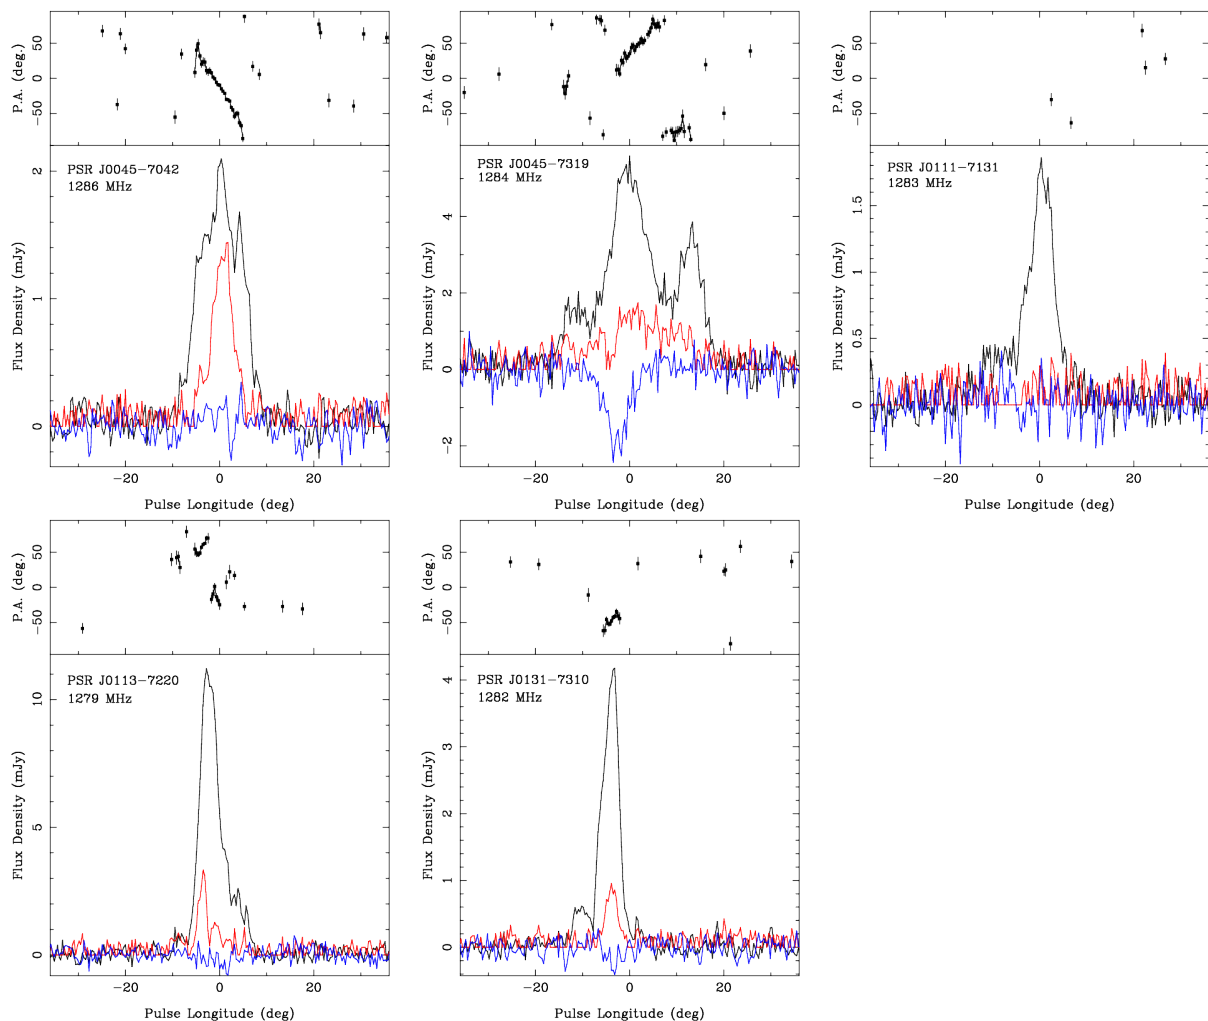 P.A. (deg.)
50
0
−50
PSR J0045−7042
1286 MHz
Flux Density (mJy)
2
1
0
−20
0
20
Pulse Longitude (deg)
P.A. (deg.)
50
0
−50
PSR J0045−7319
1284 MHz
Flux Density (mJy)
4
2
0
−2
−20
0
20
Pulse Longitude (deg)
P.A. (deg.)
50
0
−50
PSR J0111−7131
1283 MHz
Flux Density (mJy)
1.5
1
0.5
0
−20
0
20
Pulse Longitude (deg)
P.A. (deg.)
50
0
−50
PSR J0113−7220
1279 MHz
Flux Density (mJy)
10
5
0
−20
0
20
Pulse Longitude (deg)
P.A. (deg.)
50
0
−50
PSR J0131−7310
1282 MHz
Flux Density (mJy)
4
3
2
1
0
−20
0
20
Pulse Longitude (deg)